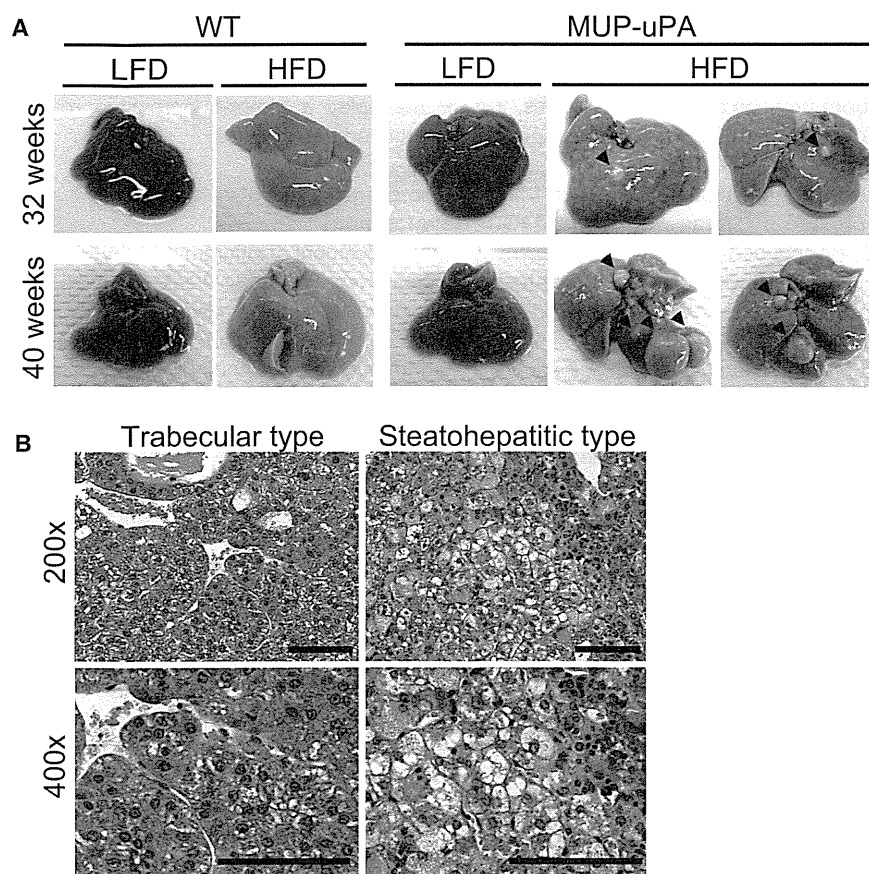 A
WT
MUP-uPA
LFD
HFD
LFD
HFD
32 weeks
40 weeks
B
Trabecular type
Steatohepatitic type
200x
400x